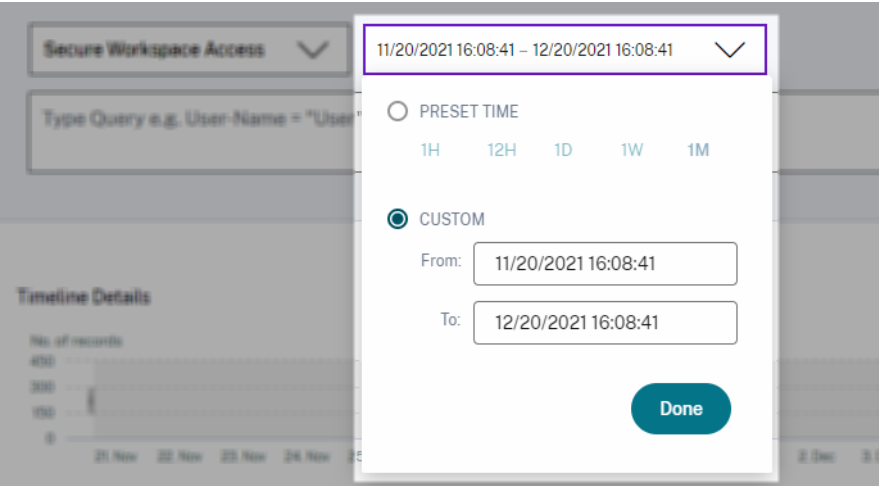 Secure Workspace Access
11/20/2021 16:08:41 – 12/20/2021 16:08:41
Type Query e.g. User-Name = "User"
PRESET TIME
1H 12H 1D 1W 1M
CUSTOM
From: 11/20/2021 16:08:41
To: 12/20/2021 16:08:41
Done
Timeline Details
No. of records
450
300
150
0
21. Nov 22. Nov 23. Nov 24. Nov 2. Dec